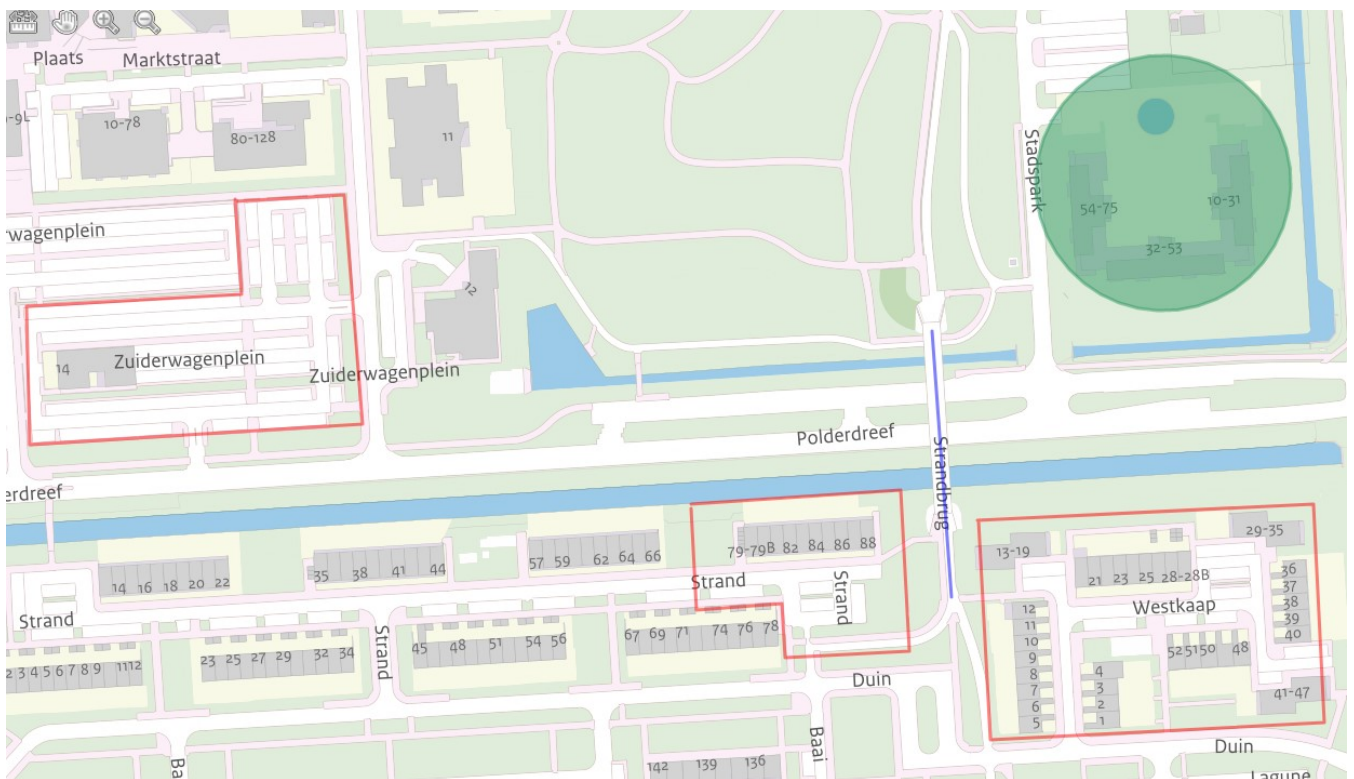 Plaats
Marktstraat
10-78
80-128
11
-9L
Stadspark
54-75
10-31
32-53
rwagenplein
12
14
Zuiderwagenplein
Zuiderwagenplein
Polderdreef
Strandbrug
erdreef
14 16 18 20 22
35 38 41 44
57 59 62 64 66
79-79B 82 84 86 88
13-19
29-35
21 23 25 28-28B
36
37
38
39
40
Strand
Strand
Strand
Strand
Westkaap
12
11
10
9
8
7
6
5
4
3
2
1
52 51 50 48
41-47
2 3 4 5 6 7 8 9 11 12
23 25 27 29 32 34
45 48 51 54 56
67 69 71 74 76 78
Duin
Duin
Baai
Ba
142 139 136
Lagune